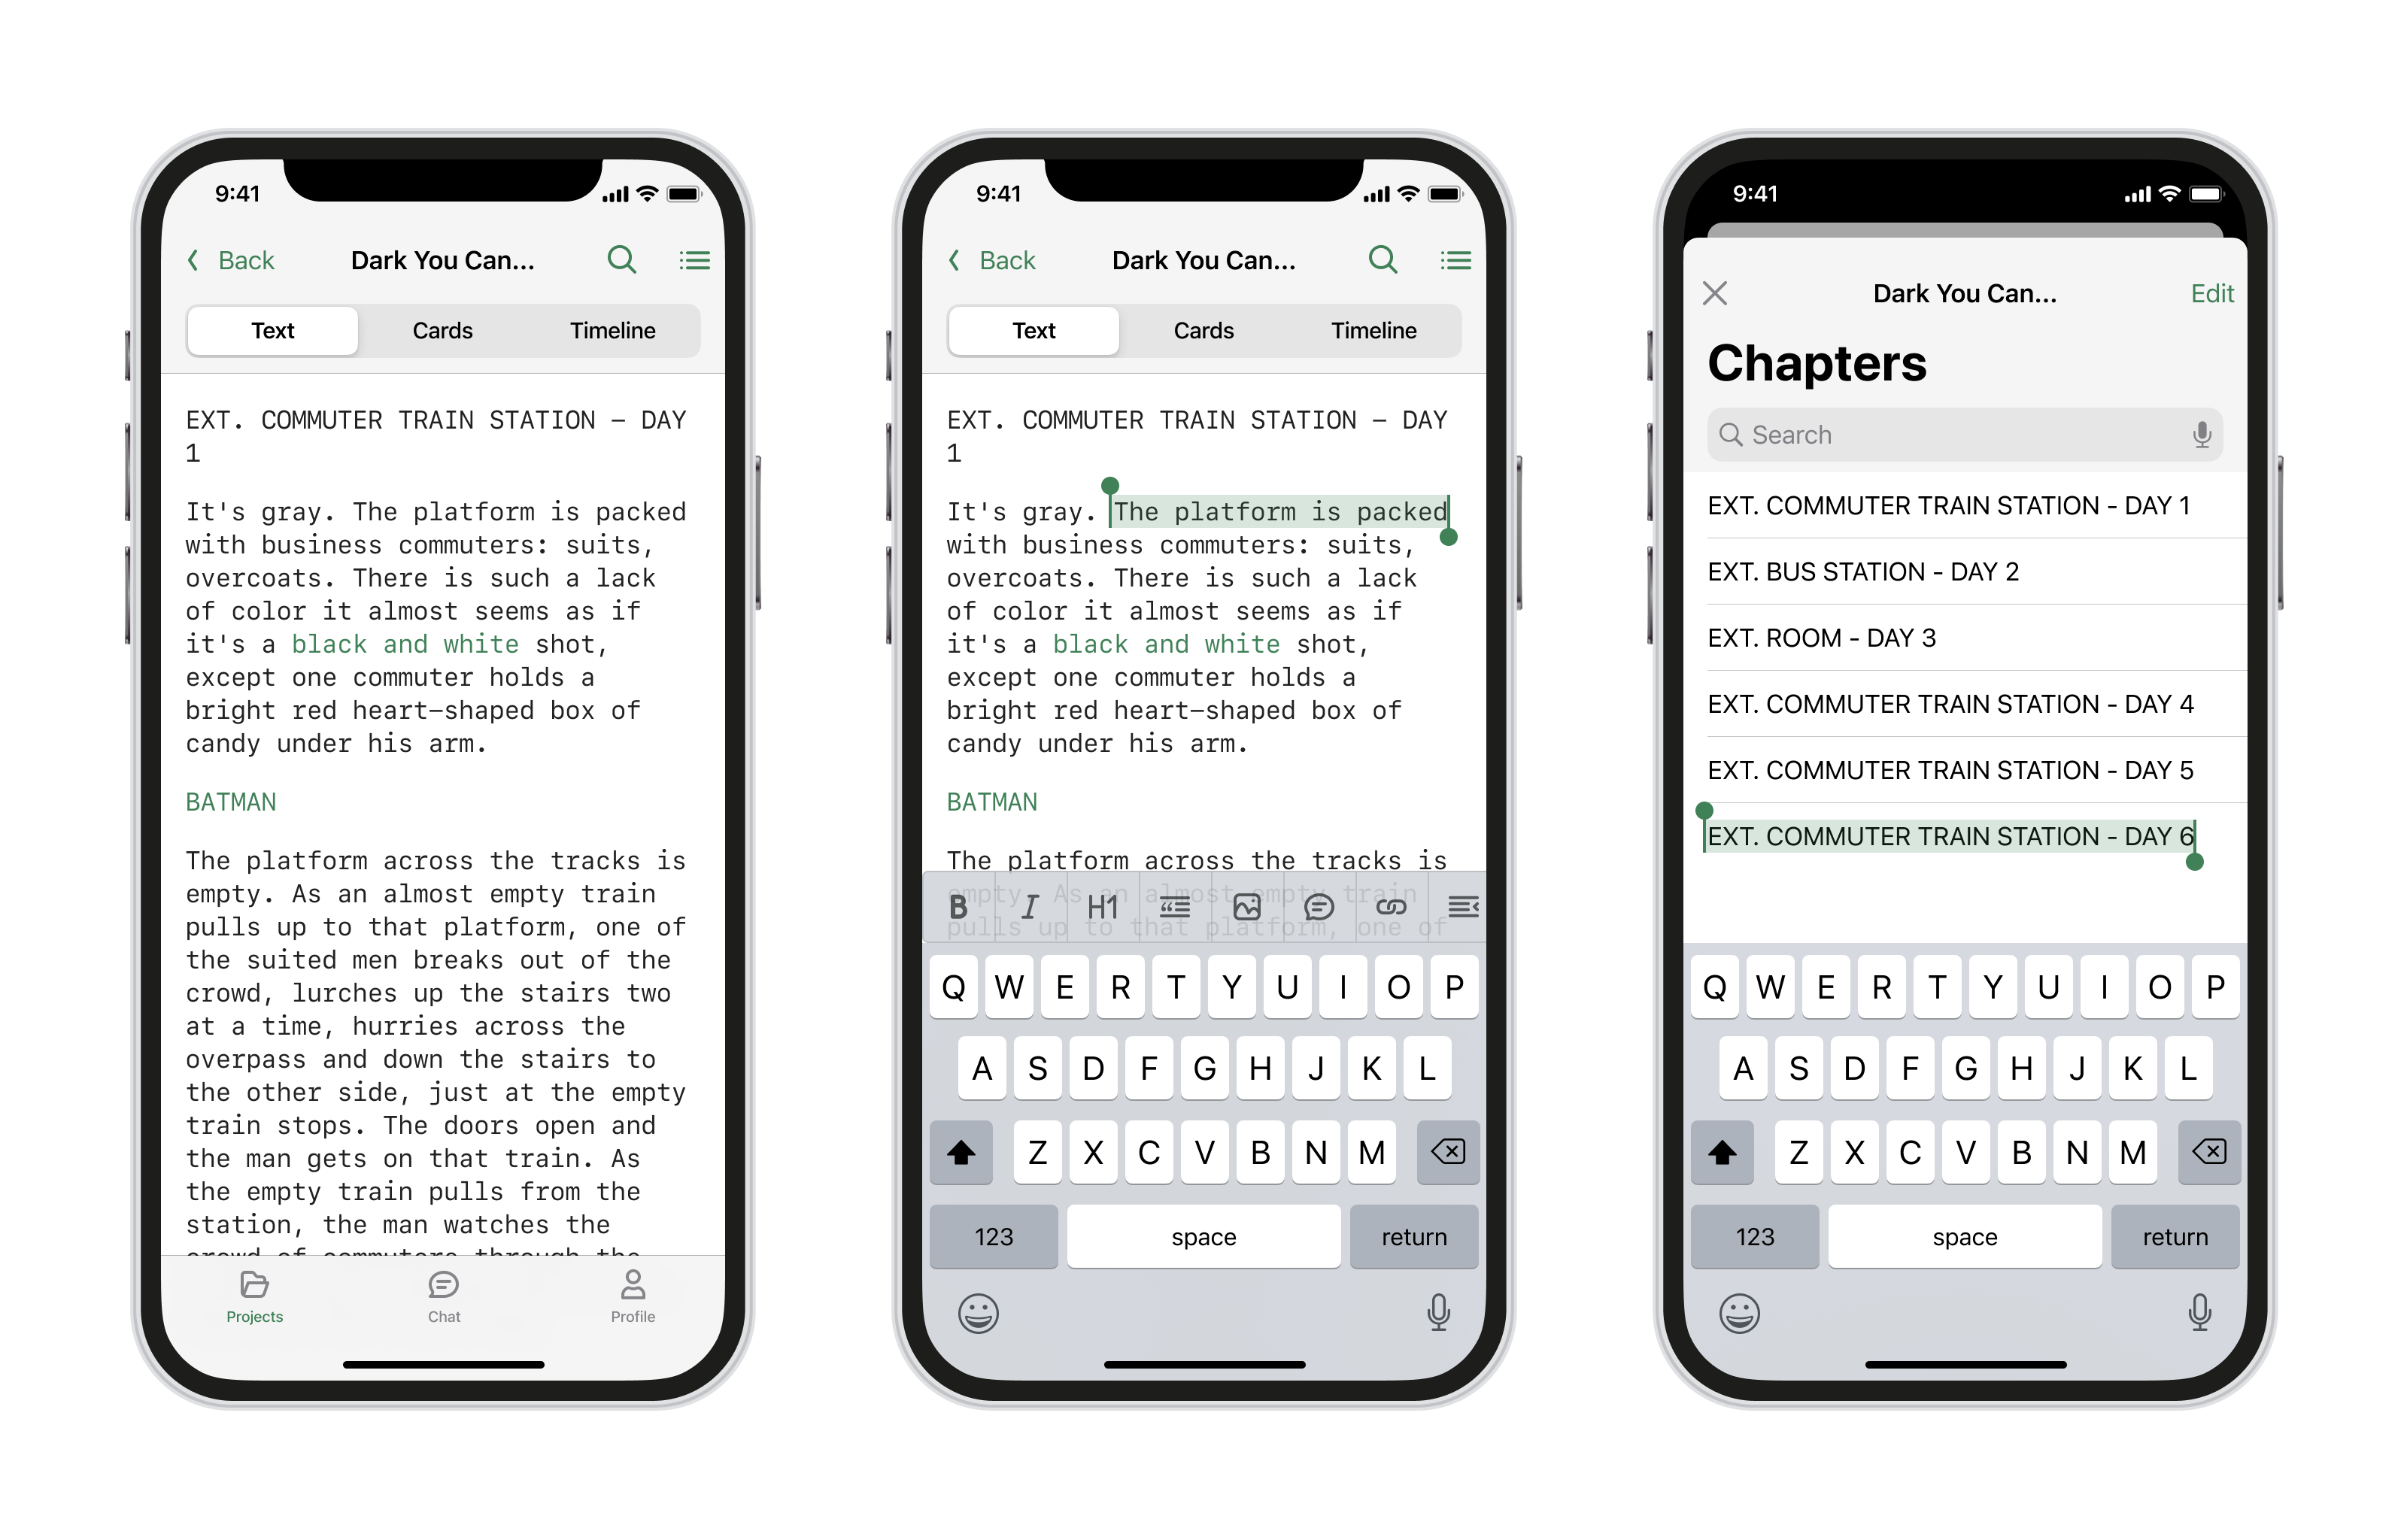 9:41
Back
Dark You Can...
Text
Cards
Timeline
EXT. COMMUTER TRAIN STATION – DAY
1
It's gray. The platform is packed
with business commuters: suits,
overcoats. There is such a lack
of color it almost seems as if
it's a black and white shot,
except one commuter holds a
bright red heart–shaped box of
candy under his arm.
BATMAN
The platform across the tracks is
empty. As an almost empty train
pulls up to that platform, one of
the suited men breaks out of the
crowd, lurches up the stairs two
at a time, hurries across the
overpass and down the stairs to
the other side, just at the empty
train stops. The doors open and
the man gets on that train. As
the empty train pulls from the
station, the man watches the
crowd of commuters through the
Projects
Chat
Profile
9:41
Back
Dark You Can...
Text
Cards
Timeline
EXT. COMMUTER TRAIN STATION – DAY
1
It's gray. The platform is packed
with business commuters: suits,
overcoats. There is such a lack
of color it almost seems as if
it's a black and white shot,
except one commuter holds a
bright red heart–shaped box of
candy under his arm.
BATMAN
The platform across the tracks is
empty. As an almost empty train
pulls up to that platform, one of
B I H1
Q W E R T Y U I O P
A S D F G H J K L
Z X C V B N M
123 space return
9:41
Dark You Can...
Edit
Chapters
Search
EXT. COMMUTER TRAIN STATION - DAY 1
EXT. BUS STATION - DAY 2
EXT. ROOM - DAY 3
EXT. COMMUTER TRAIN STATION - DAY 4
EXT. COMMUTER TRAIN STATION - DAY 5
EXT. COMMUTER TRAIN STATION - DAY 6
Q W E R T Y U I O P
A S D F G H J K L
Z X C V B N M
123 space return